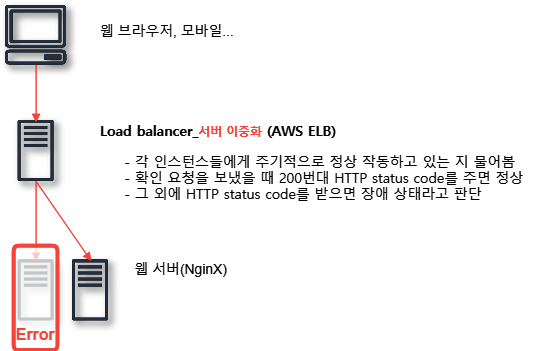 웹 브라우저, 모바일...
Load balancer_서버 이중화 (AWS ELB)
- 각 인스턴스들에게 주기적으로 정상 작동하고 있는 지 물어봄
- 확인 요청을 보냈을 때 200번대 HTTP status code를 주면 정상
- 그 외에 HTTP status code를 받으면 장애 상태라고 판단
웹 서버(NginX)
Error